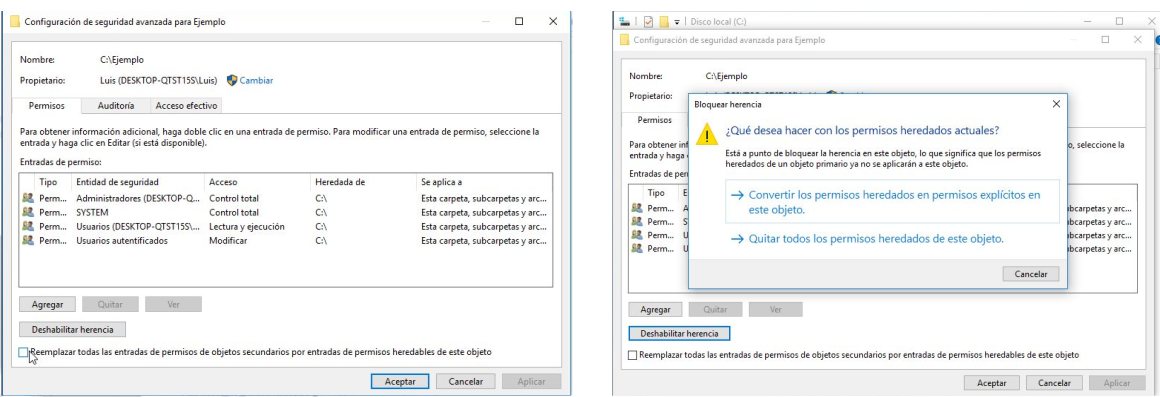 Configuración de seguridad avanzada para Ejemplo
Nombre: C:\Ejemplo
Propietario: Luis (DESKTOP-QTST15S\Luis) Cambiar
Permisos Auditoría Acceso efectivo
Para obtener información adicional, haga doble clic en una entrada de permiso. Para modificar una entrada de permiso, seleccione la
entrada y haga clic en Editar (si está disponible).
Entradas de permiso:
Tipo Entidad de seguridad Acceso Heredada de Se aplica a
Perm... Administradores (DESKTOP-Q... Control total C:\ Esta carpeta, subcarpetas y arc...
Perm... SYSTEM Control total C:\ Esta carpeta, subcarpetas y arc...
Perm... Usuarios (DESKTOP-QTST15S\... Lectura y ejecución C:\ Esta carpeta, subcarpetas y arc...
Perm... Usuarios autentificados Modificar C:\ Esta carpeta, subcarpetas y arc...
Agregar Quitar Ver
Deshabilitar herencia
Reemplazar todas las entradas de permisos de objetos secundarios por entradas de permisos heredables de este objeto
Aceptar Cancelar Aplicar
Disco local (C:)
Configuración de seguridad avanzada para Ejemplo
Nombre: C:\Ejemplo
Propietario:
Permisos
Para obtener inf
o, seleccione la
entrada y haga
Entradas de per
Tipo E
Perm... A bcarpetas y arc...
Perm... S bcarpetas y arc...
Perm... U bcarpetas y arc...
Perm... U bcarpetas y arc...
Bloquear herencia
¿Qué desea hacer con los permisos heredados actuales?
Está a punto de bloquear la herencia en este objeto, lo que significa que los permisos
heredados de un objeto primario ya no se aplicarán a este objeto.
Convertir los permisos heredados en permisos explícitos en
este objeto.
Quitar todos los permisos heredados de este objeto.
Cancelar
Agregar Quitar Ver
Deshabilitar herencia
Reemplazar todas las entradas de permisos de objetos secundarios por entradas de permisos heredables de este objeto
Aceptar Cancelar Aplicar